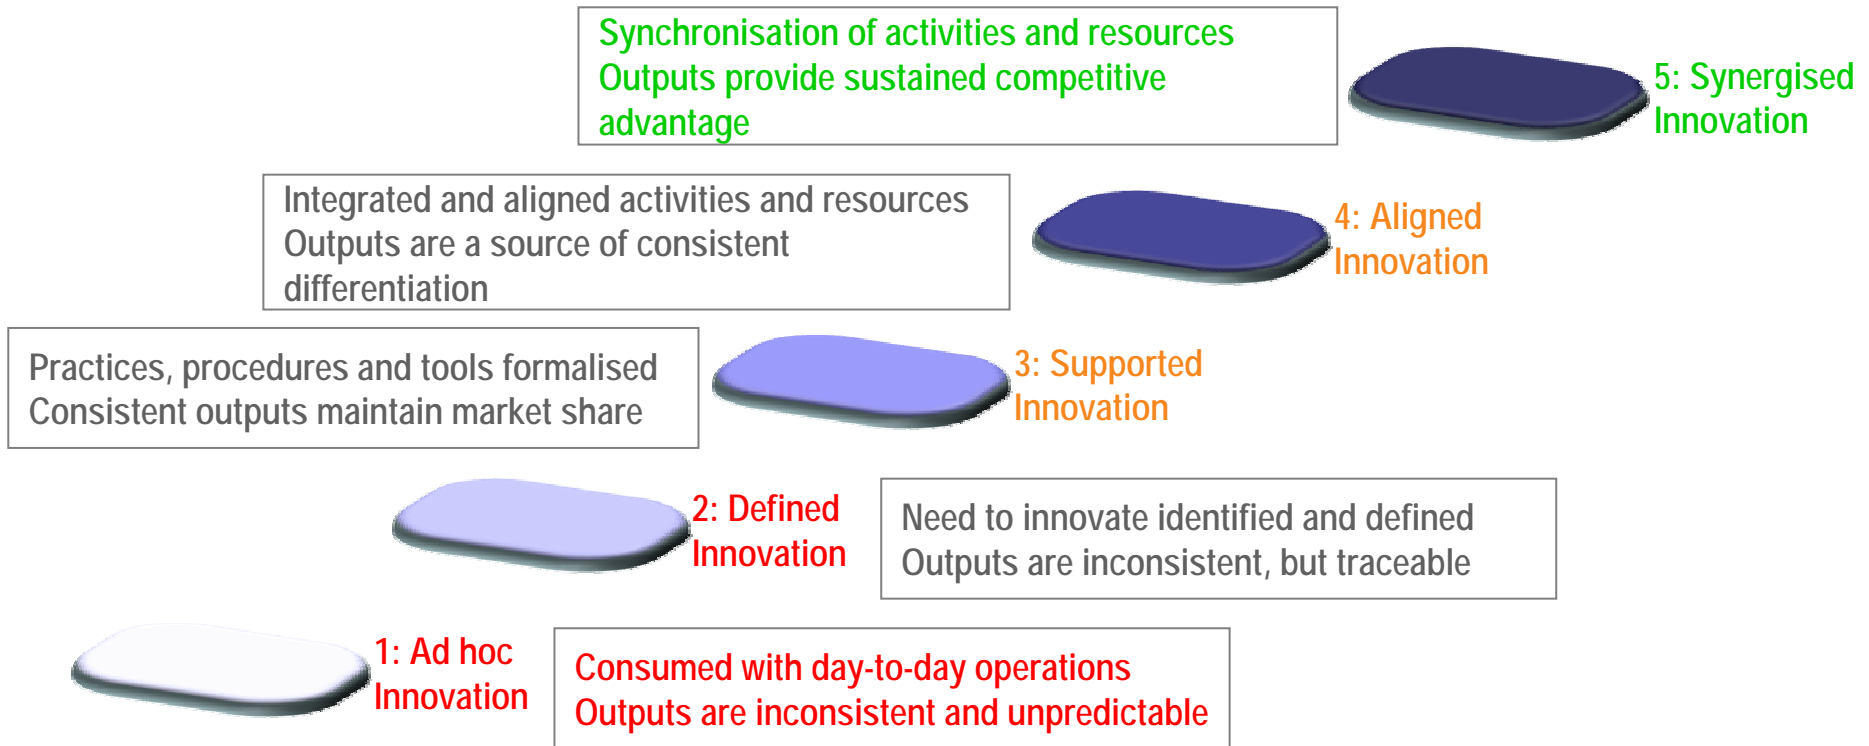 Synchronisation of activities and resources
Outputs provide sustained competitive
advantage
5: Synergised
Innovation
Integrated and aligned activities and resources
Outputs are a source of consistent
differentiation
4: Aligned
Innovation
Practices, procedures and tools formalised
Consistent outputs maintain market share
3: Supported
Innovation
2: Defined
Innovation
Need to innovate identified and defined
Outputs are inconsistent, but traceable
1: Ad hoc
Innovation
Consumed with day-to-day operations
Outputs are inconsistent and unpredictable